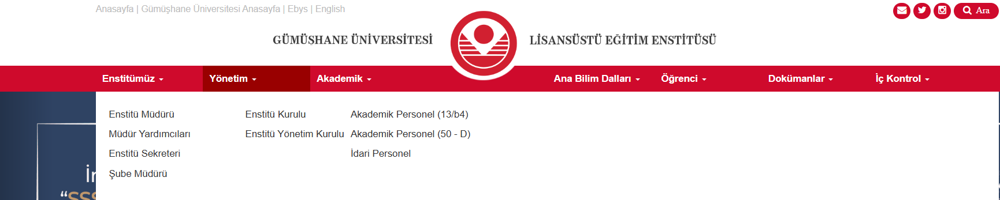 Anasayfa | Gümüşhane Üniversitesi Anasayfa | Ebys | English
Ara
GÜMÜŞHANE ÜNİVERSİTESİ
LİSANSÜSTÜ EĞİTİM ENSTİTÜSÜ
Enstitümüz
Yönetim
Akademik
Ana Bilim Dalları
Öğrenci
Dokümanlar
İç Kontrol
Enstitü Müdürü
Müdür Yardımcıları
Enstitü Sekreteri
Şube Müdürü
Enstitü Kurulu
Enstitü Yönetim Kurulu
Akademik Personel (13/b4)
Akademik Personel (50 - D)
İdari Personel